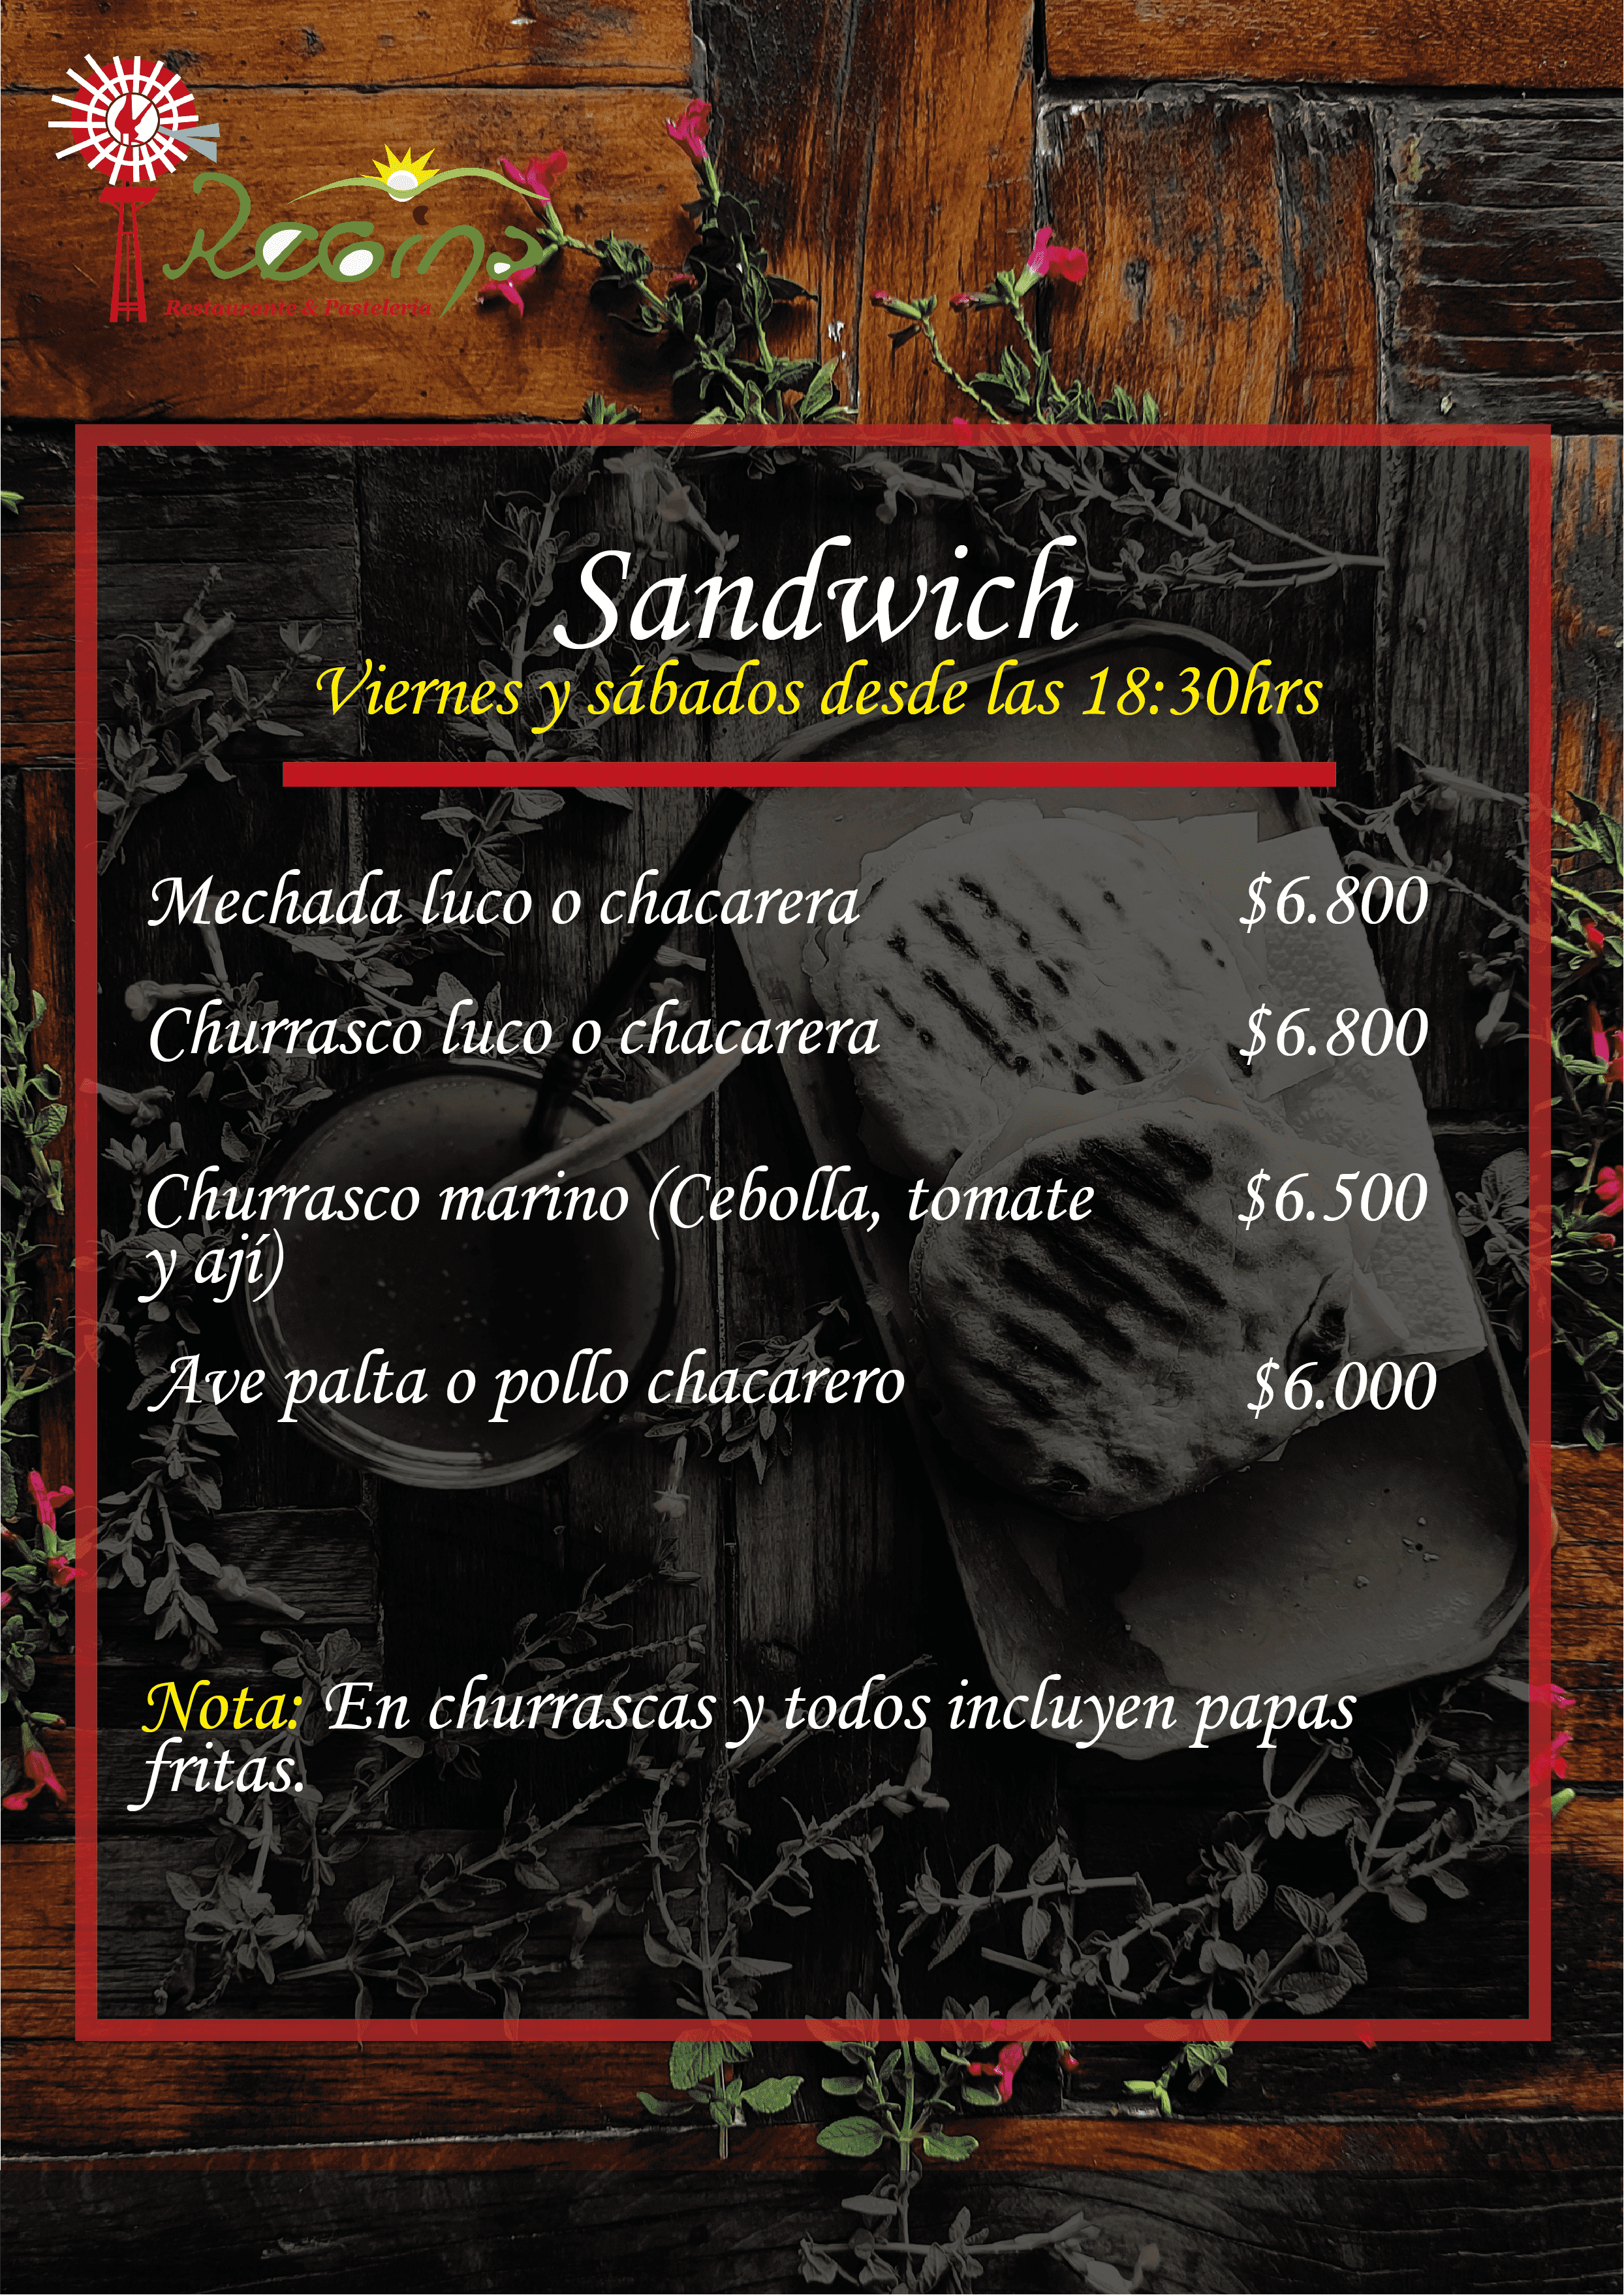 Regina
Restaurante & Pastelería
Sandwich
Viernes y sábados desde las 18:30hrs
Mechada luco o chacarera $6.800
Churrasco luco o chacarera $6.800
Churrasco marino (Cebolla, tomate $6.500
y ají)
Ave palta o pollo chacarero $6.000
Nota: En churrascas y todos incluyen papas
fritas.